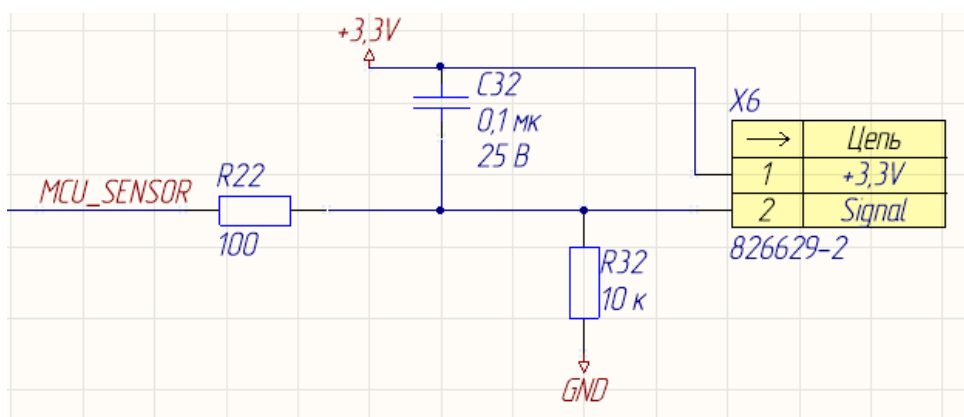 +3,3V
C32
0,1 мк
25 В
X6
Цепь
1 +3,3V
2 Signal
826629-2
MCU_SENSOR
R22
100
R32
10 к
GND